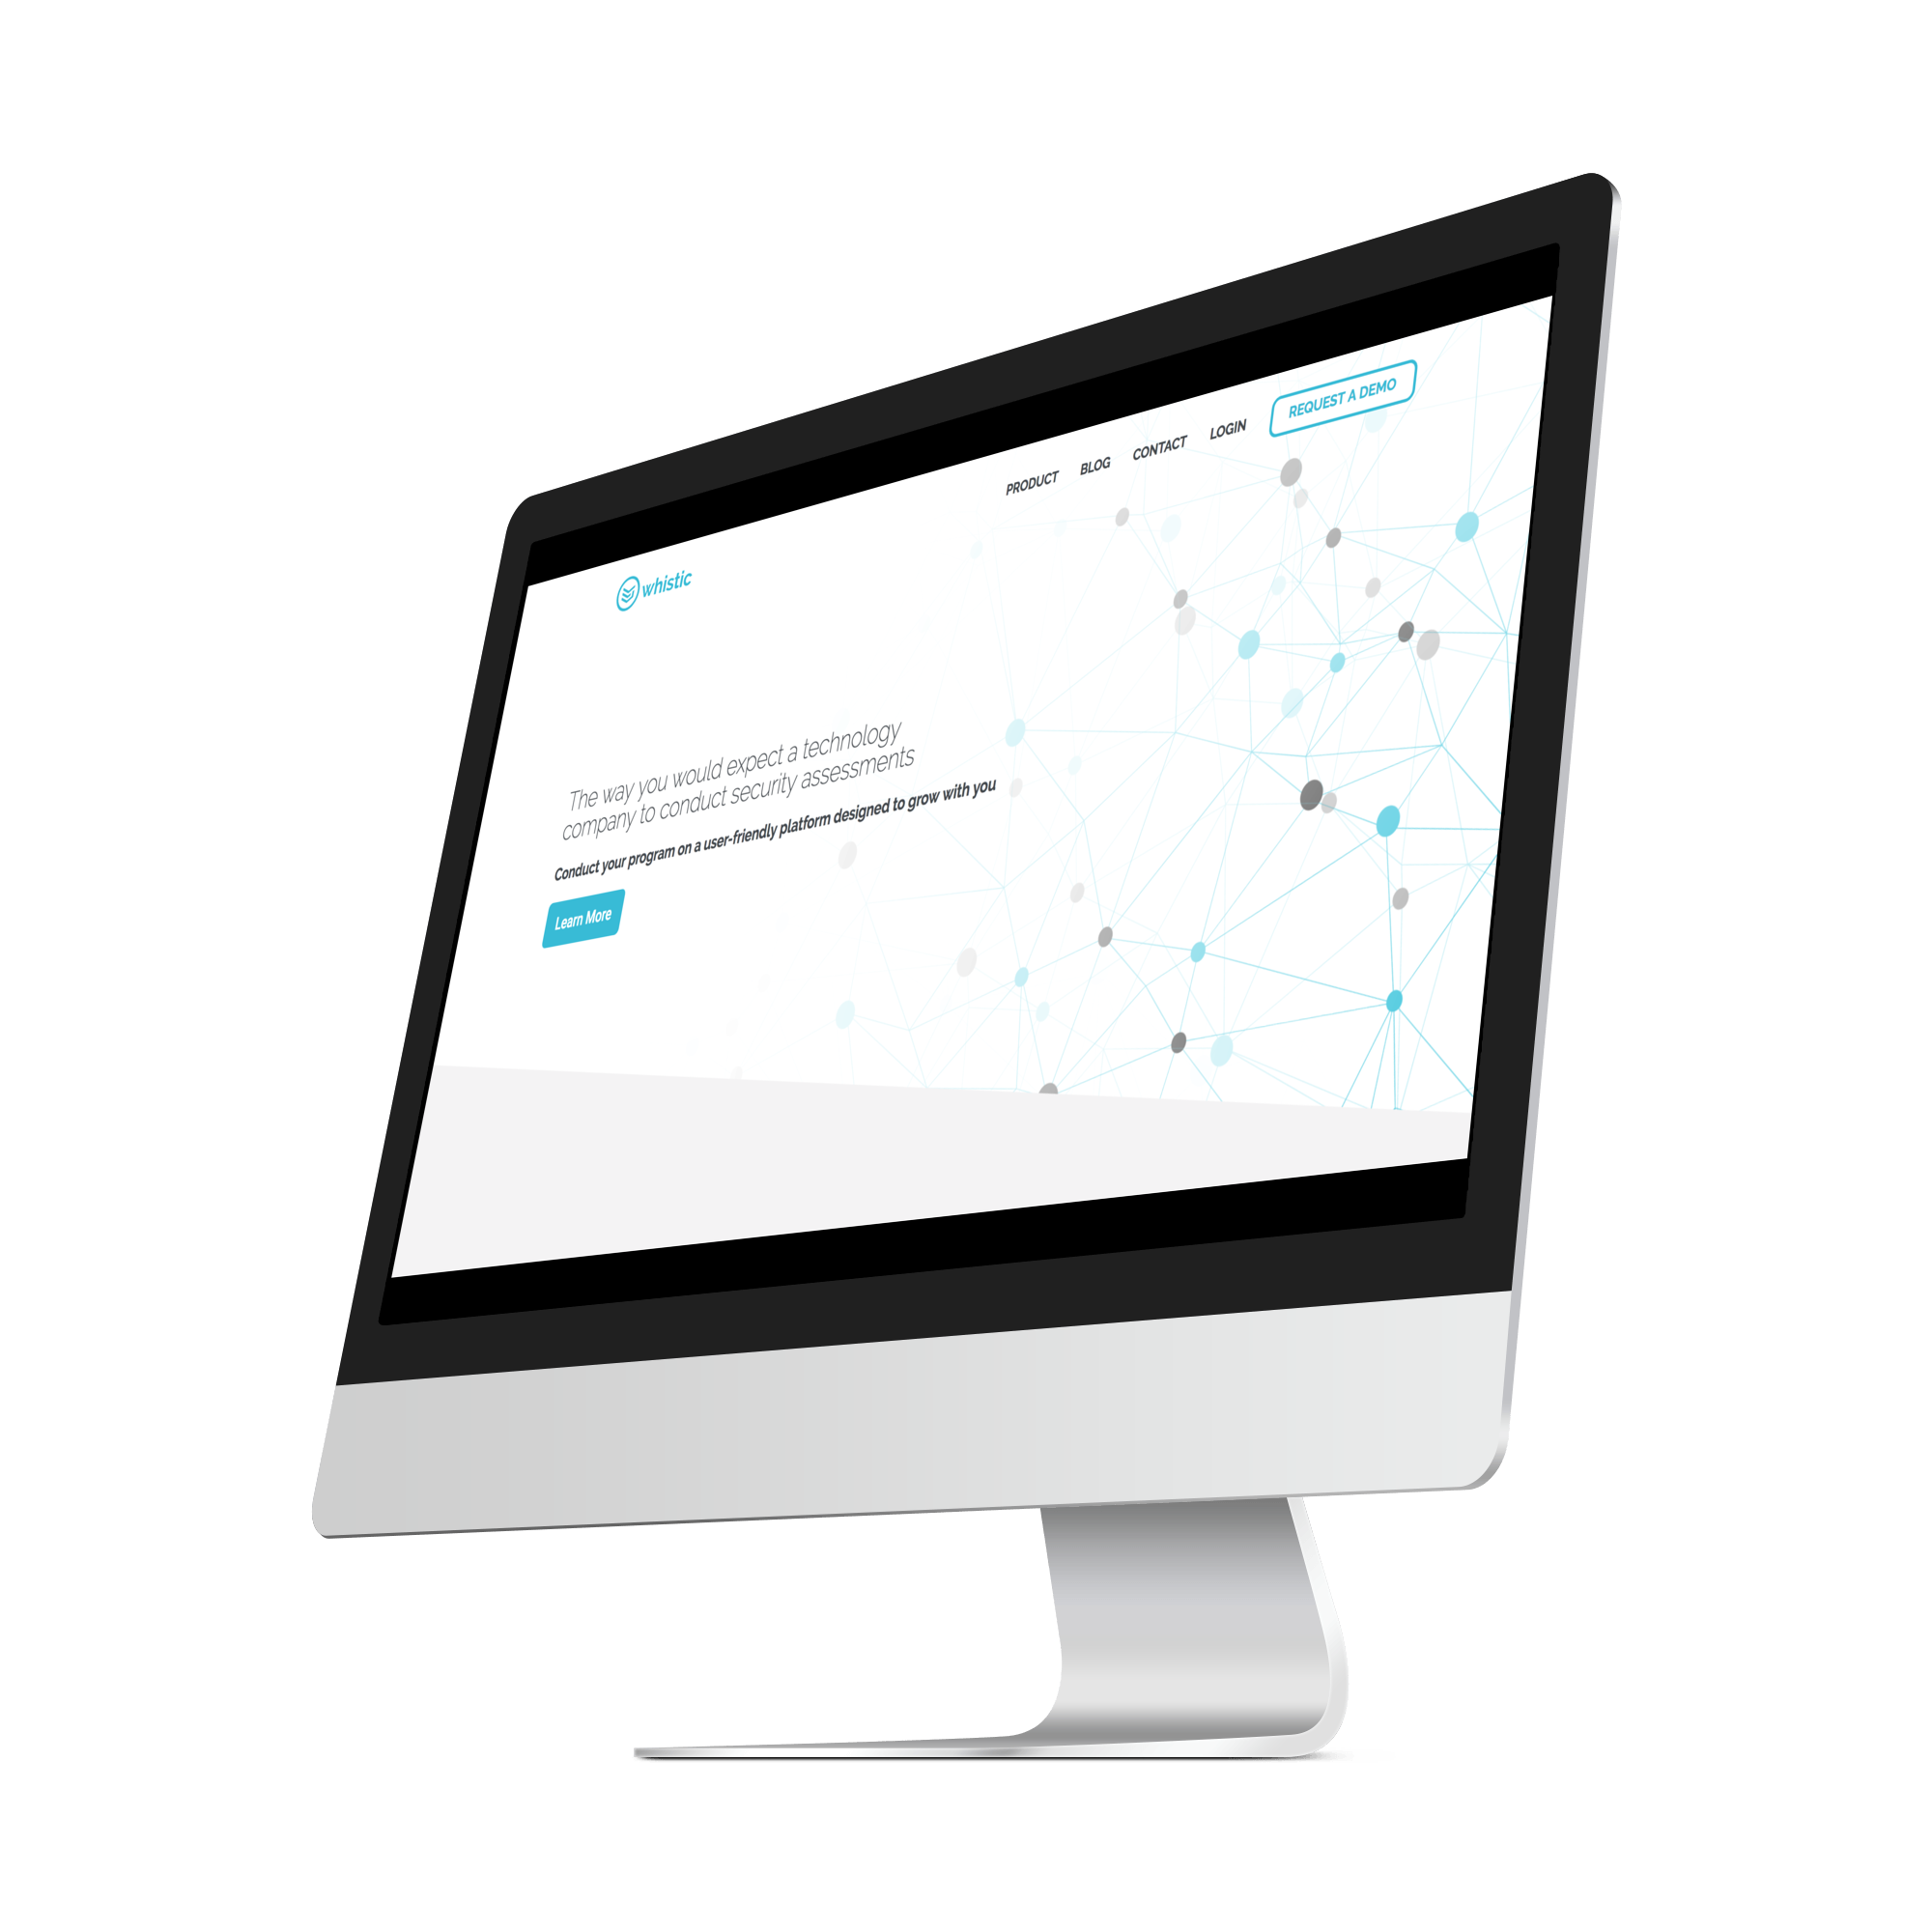 whistic
PRODUCT BLOG CONTACT LOGIN REQUEST A DEMO
The way you would expect a technology
company to conduct security assessments
Conduct your program on a user-friendly platform designed to grow with you
Learn More